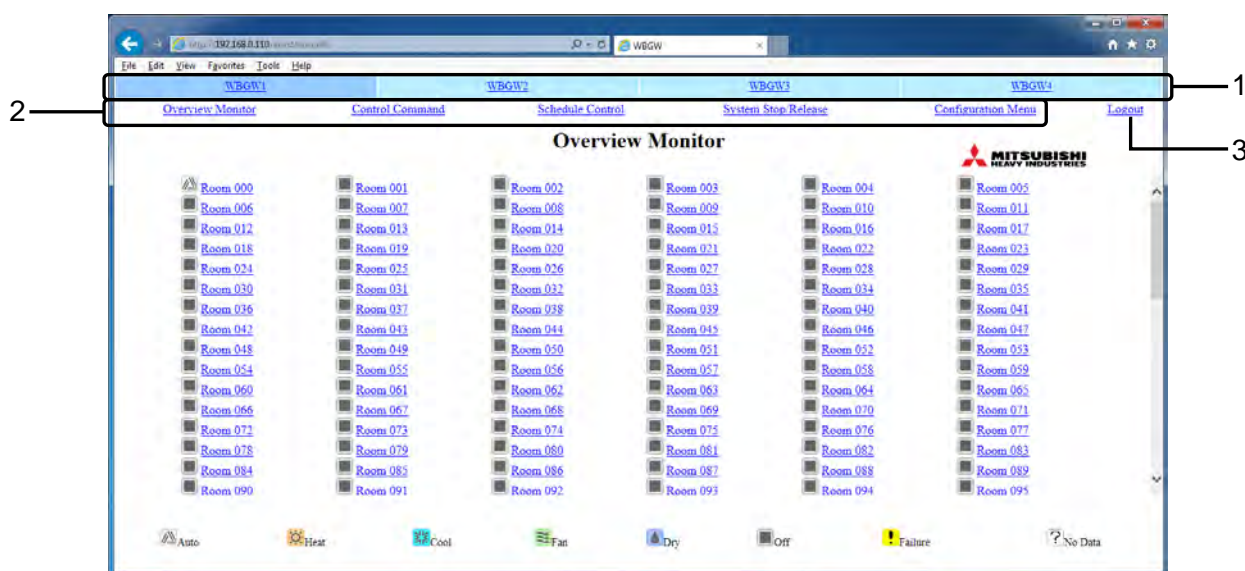 192.168.0.110
WBGW
File Edit View Favorites Tools Help
1
WBGW1 WBGW2 WBGW3 WBGW4
2
Overview Monitor Control Command Schedule Control System Stop/Release Configuration Menu Logout
3
Overview Monitor
MITSUBISHI
HEAVY INDUSTRIES
Room 000 Room 001 Room 002 Room 003 Room 004 Room 005
Room 006 Room 007 Room 008 Room 009 Room 010 Room 011
Room 012 Room 013 Room 014 Room 015 Room 016 Room 017
Room 018 Room 019 Room 020 Room 021 Room 022 Room 023
Room 024 Room 025 Room 026 Room 027 Room 028 Room 029
Room 030 Room 031 Room 032 Room 033 Room 034 Room 035
Room 036 Room 037 Room 038 Room 039 Room 040 Room 041
Room 042 Room 043 Room 044 Room 045 Room 046 Room 047
Room 048 Room 049 Room 050 Room 051 Room 052 Room 053
Room 054 Room 055 Room 056 Room 057 Room 058 Room 059
Room 060 Room 061 Room 062 Room 063 Room 064 Room 065
Room 066 Room 067 Room 068 Room 069 Room 070 Room 071
Room 072 Room 073 Room 074 Room 075 Room 076 Room 077
Room 078 Room 079 Room 080 Room 081 Room 082 Room 083
Room 084 Room 085 Room 086 Room 087 Room 088 Room 089
Room 090 Room 091 Room 092 Room 093 Room 094 Room 095
Auto Heat Cool Fan Dry Off Failure No Data